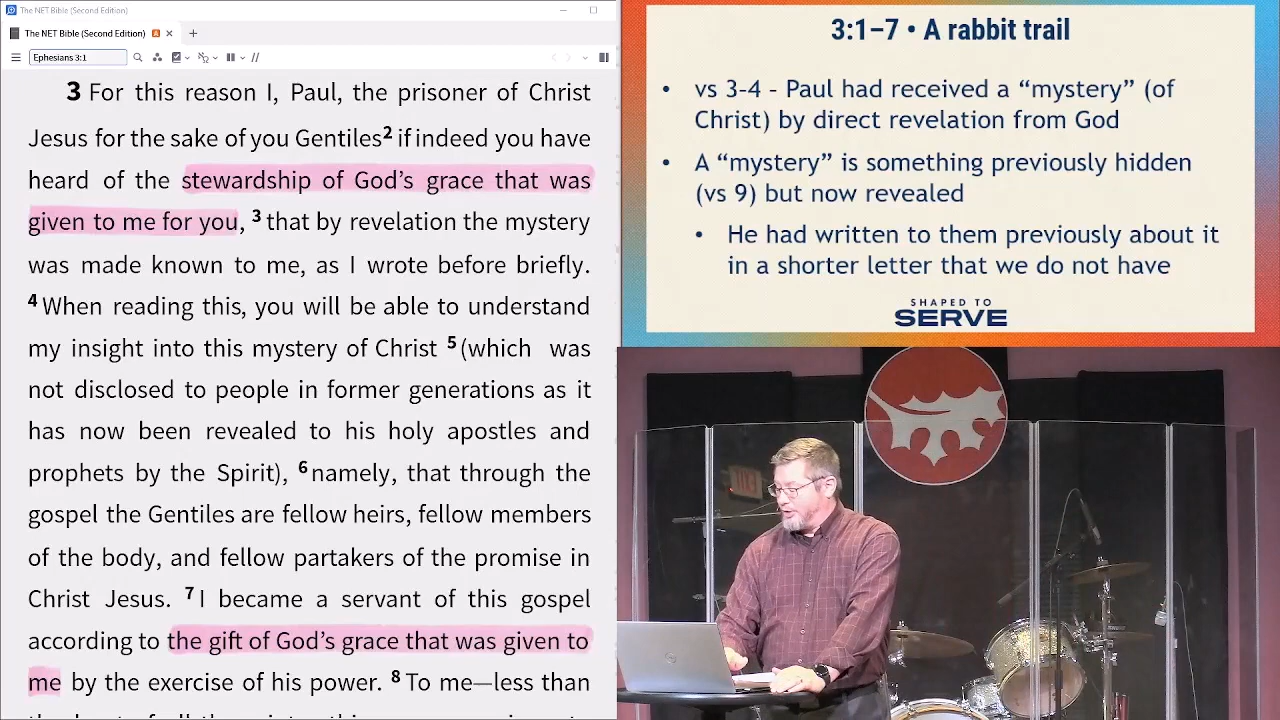 The NET Bible (Second Edition)
The NET Bible (Second Edition) A × +
Ephesians 3:1
3 For this reason I, Paul, the prisoner of Christ
Jesus for the sake of you Gentiles 2 if indeed you have
heard of the stewardship of God’s grace that was
given to me for you, 3 that by revelation the mystery
was made known to me, as I wrote before briefly.
4 When reading this, you will be able to understand
my insight into this mystery of Christ 5 (which was
not disclosed to people in former generations as it
has now been revealed to his holy apostles and
prophets by the Spirit), 6 namely, that through the
gospel the Gentiles are fellow heirs, fellow members
of the body, and fellow partakers of the promise in
Christ Jesus. 7 I became a servant of this gospel
according to the gift of God’s grace that was given to
me by the exercise of his power. 8 To me—less than
3:1–7 • A rabbit trail
• vs 3-4 – Paul had received a “mystery” (of
Christ) by direct revelation from God
• A “mystery” is something previously hidden
(vs 9) but now revealed
• He had written to them previously about it
in a shorter letter that we do not have
SHAPED TO
SERVE